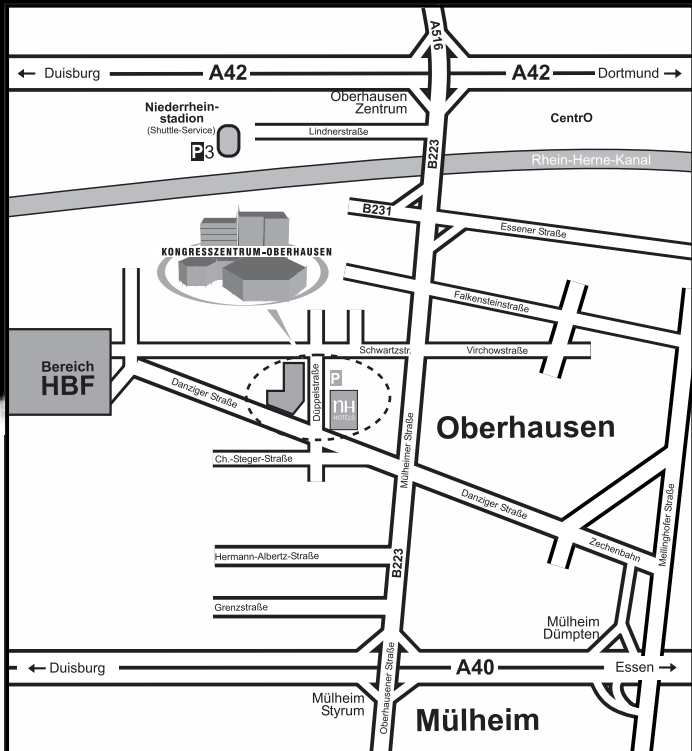 A516
← Duisburg
A42
A42
Dortmund →
Oberhausen
Zentrum
Niederrhein-
stadion
(Shuttle-Service)
P3
Lindnerstraße
CentrO
B223
Rhein-Herne-Kanal
B231
Essener Straße
KONGRESSZENTRUM-OBERHAUSEN
Falkensteinstraße
Schwartzstr.
Virchowstraße
Bereich
HBF
Danziger Straße
Düppelstraße
P
nH
HOTELS
Mülheimer Straße
Oberhausen
Ch.-Steger-Straße
Danziger Straße
Mellinghofer Straße
Zechenbahn
Hermann-Albertz-Straße
B223
Grenzstraße
Mülheim
Dümpten
← Duisburg
A40
Essen →
Mülheim
Styrum
Oberhausener Straße
Mülheim